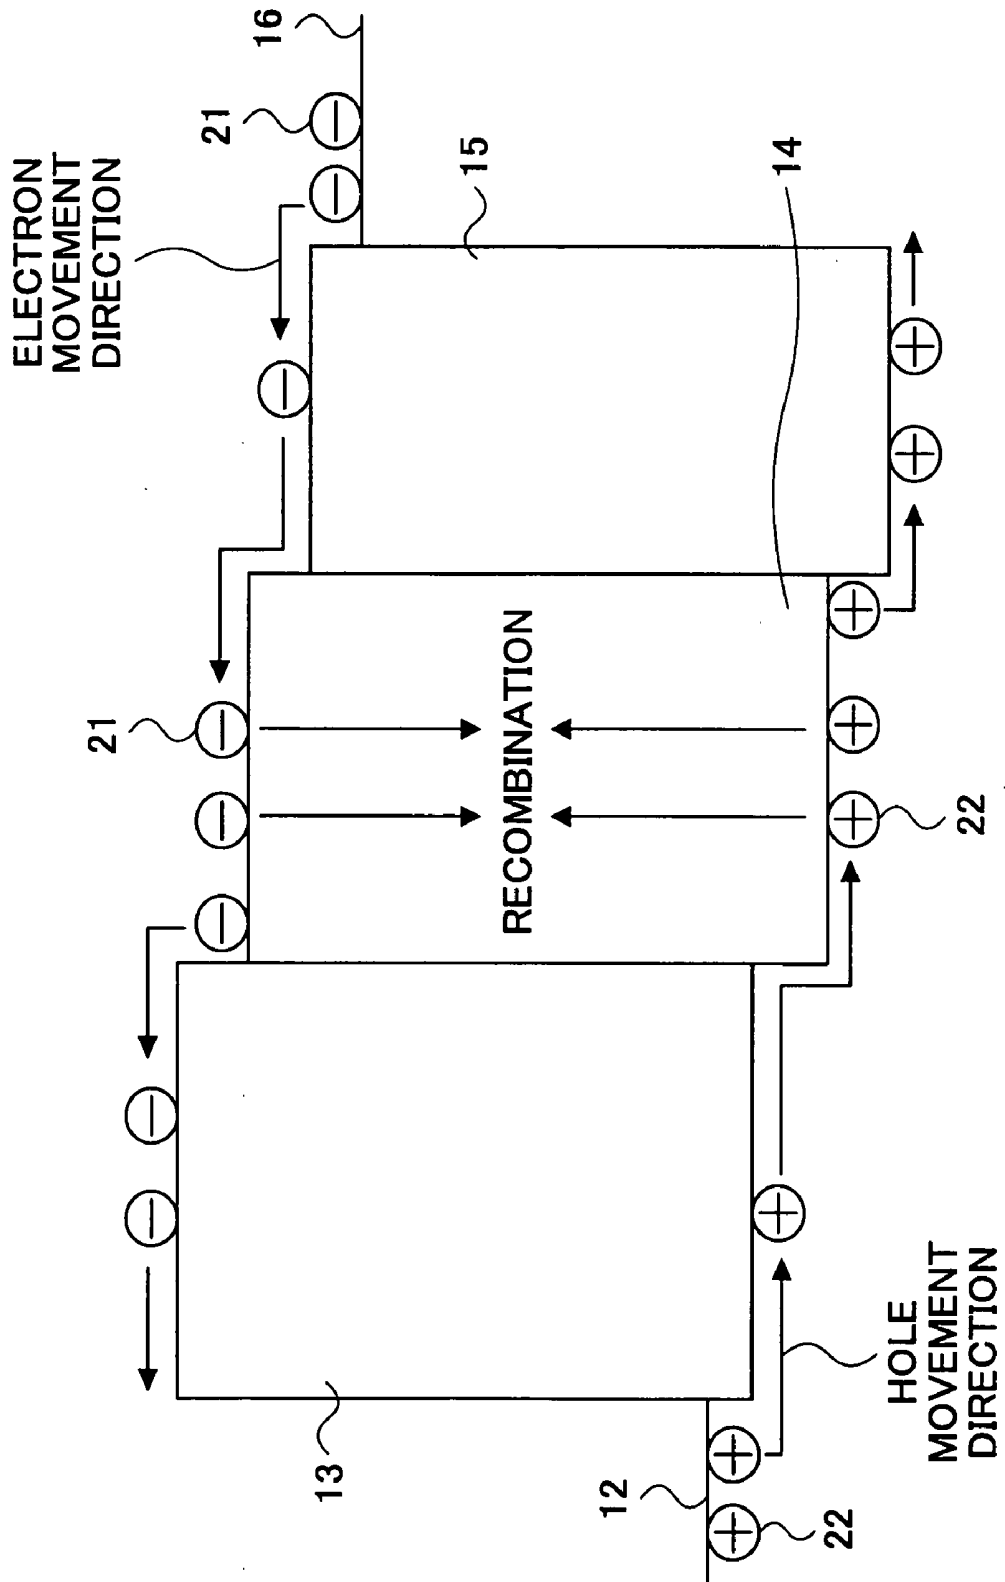 ELECTRON
MOVEMENT
DIRECTION
21
16
15
14
21
RECOMBINATION
22
13
12
22
HOLE
MOVEMENT
DIRECTION